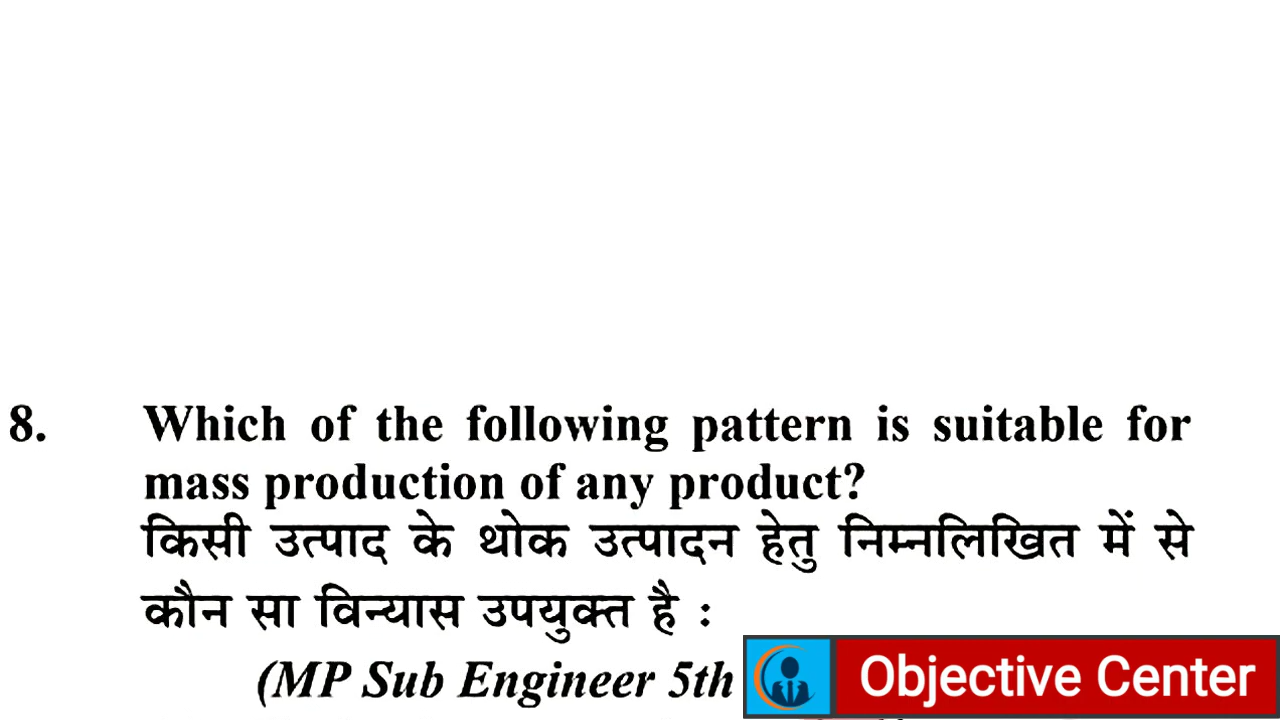 8. Which of the following pattern is suitable for
mass production of any product?
किसी उत्पाद के थोक उत्पादन हेतु निम्नलिखित में से
कौन सा विन्यास उपयुक्त है :
(MP Sub Engineer 5th
Objective Center